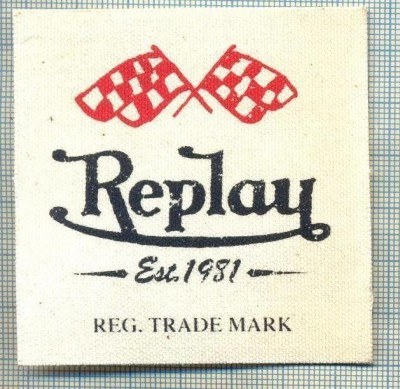 Replay
Est. 1981
REG. TRADE MARK